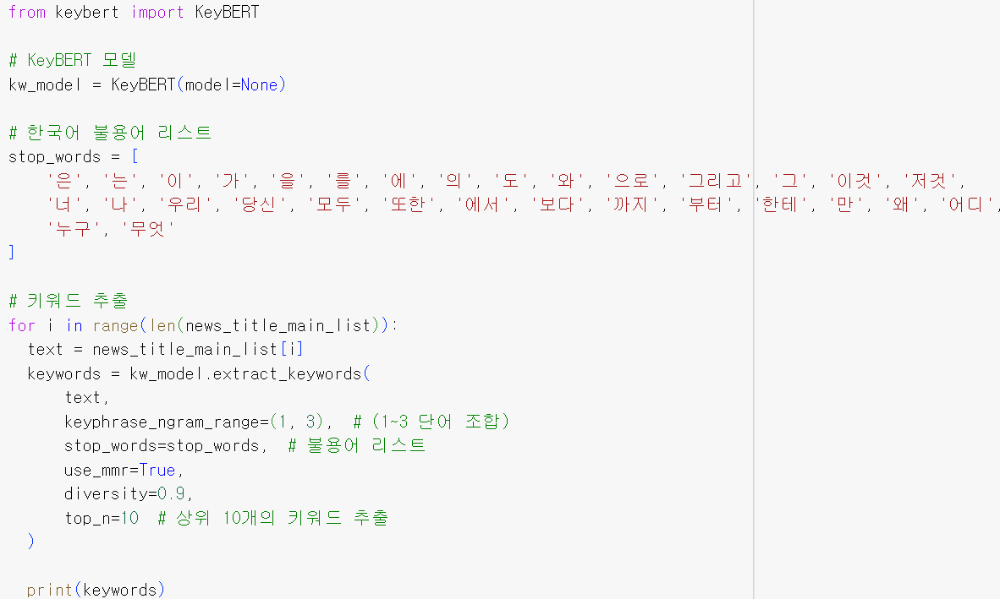 from keybert import KeyBERT
# KeyBERT 모델
kw_model = KeyBERT(model=None)
# 한국어 불용어 리스트
stop_words = [
    '은', '는', '이', '가', '을', '를', '에', '의', '도', '와', '으로', '그리고', '그', '이것', '저것',
    '너', '나', '우리', '당신', '모두', '또한', '에서', '보다', '까지', '부터', '한테', '만', '왜', '어디',
    '누구', '무엇'
]
# 키워드 추출
for i in range(len(news_title_main_list)):
  text = news_title_main_list[i]
  keywords = kw_model.extract_keywords(
      text,
      keyphrase_ngram_range=(1, 3),  # (1~3 단어 조합)
      stop_words=stop_words,  # 불용어 리스트
      use_mmr=True,
      diversity=0.9,
      top_n=10  # 상위 10개의 키워드 추출
  )
  print(keywords)